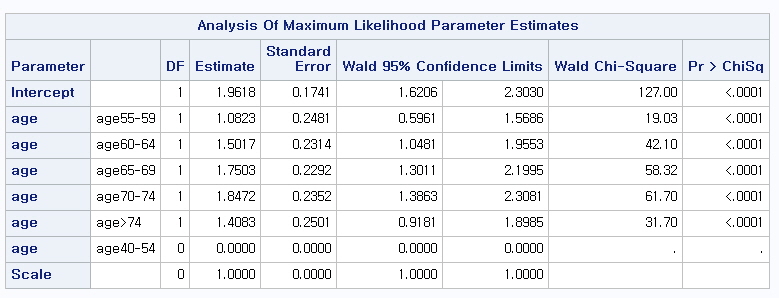 Analysis Of Maximum Likelihood Parameter Estimates
Parameter DF Estimate Standard Error Wald 95% Confidence Limits Wald Chi-Square Pr > ChiSq
Intercept 1 1.9618 0.1741 1.6206 2.3030 127.00 <.0001
age age55-59 1 1.0823 0.2481 0.5961 1.5686 19.03 <.0001
age age60-64 1 1.5017 0.2314 1.0481 1.9553 42.10 <.0001
age age65-69 1 1.7503 0.2292 1.3011 2.1995 58.32 <.0001
age age70-74 1 1.8472 0.2352 1.3863 2.3081 61.70 <.0001
age age>74 1 1.4083 0.2501 0.9181 1.8985 31.70 <.0001
age age40-54 0 0.0000 0.0000 0.0000 0.0000 . .
Scale 0 1.0000 0.0000 1.0000 1.0000